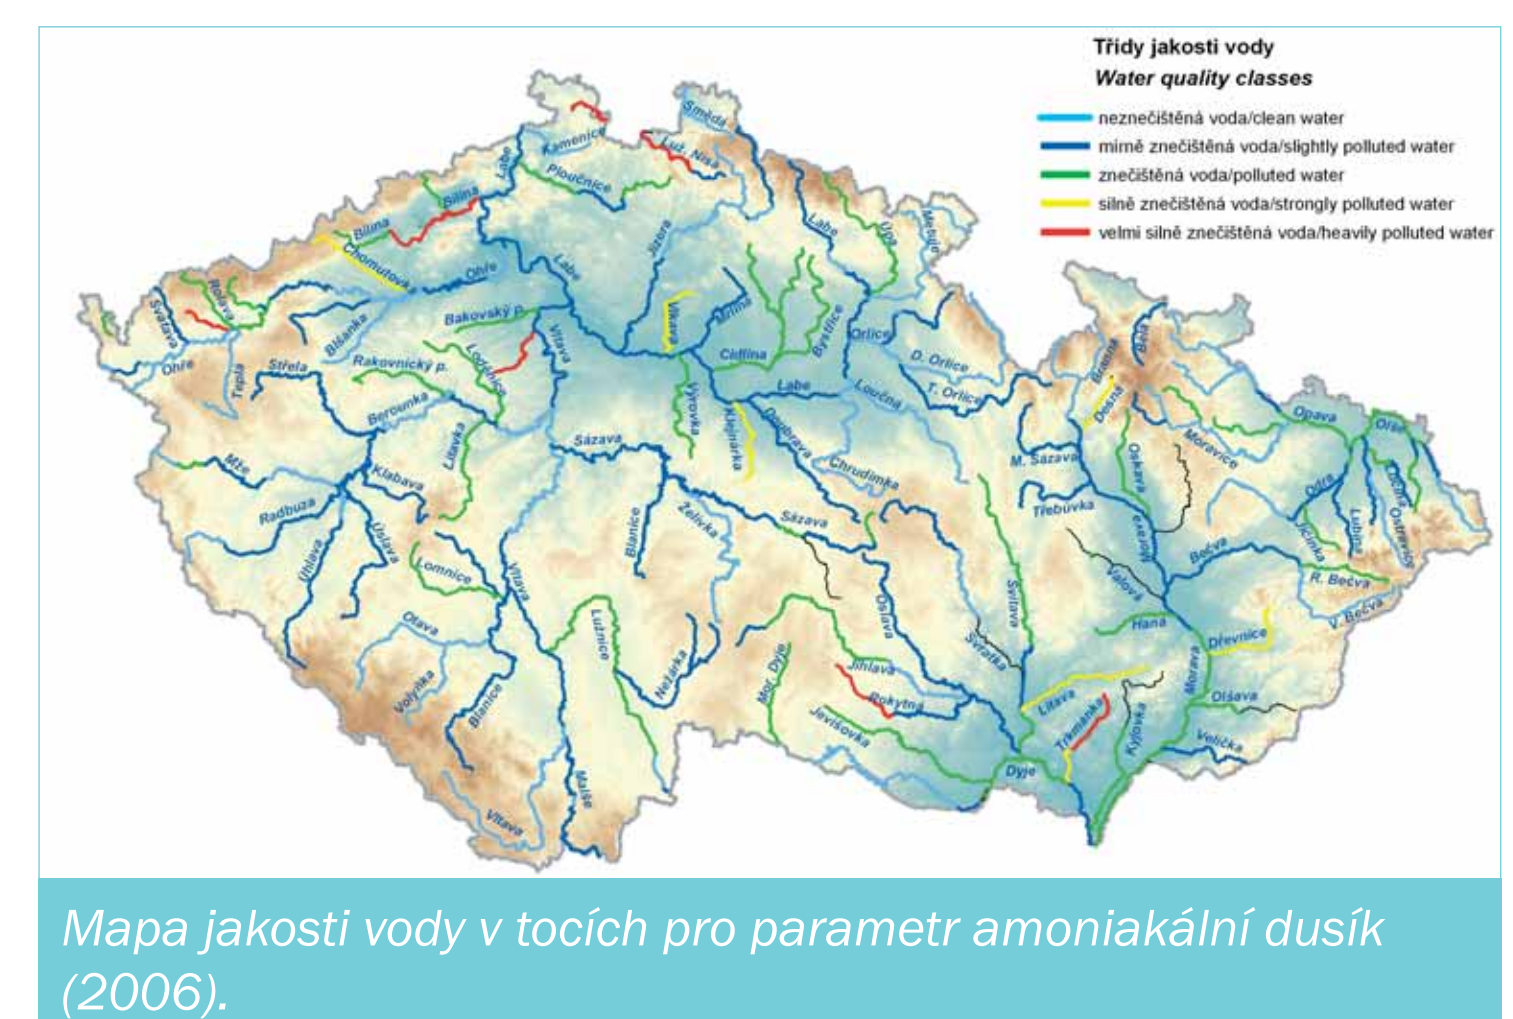 Třídy jakosti vody
Water quality classes
neznečištěná voda/clean water
mírně znečištěná voda/slightly polluted water
znečištěná voda/polluted water
silně znečištěná voda/strongly polluted water
velmi silně znečištěná voda/heavily polluted water
Smědá
Kamenice
Luž. Nisa
Labe
Ploučnice
Bílina
Bílina
Labe
Úpa
Metuje
Jizera
Chomutovka
Ohře
Labe
Rolava
Svatava
Bakovský p.
Blšanka
Vlkava
Mrlina
Bystřice
Orlice
Bělá
Vltava
Cidlina
D. Orlice
Loděnice
Rakovnický p.
Střela
Ohře
Teplá
Labe
Loučná
T. Orlice
Branná
Desná
Opava
Olše
Berounka
Výrovka
Klejnárka
Doubrava
Litavka
Sázava
Moravice
M. Sázava
Oskava
Mže
Klabava
Chrudimka
Odra
Lučina
Radbuza
Sázava
Želivka
Třebůvka
Blanice
Úslava
Úhlava
Morava
Jičínka
Lubina
Ostravice
Bečva
Lomnice
Vltava
Valová
R. Bečva
V. Bečva
Otava
Lužnice
Oslava
Svitava
Haná
Dřevnice
Svratka
Nežárka
Mor. Dyje
Jihlava
Morava
Volyňka
Blanice
Rokytná
Litava
Olšava
Trkmanka
Kyjovka
Jevišovka
Velička
Dyje
Malše
Vltava
Mapa jakosti vody v tocích pro parametr amoniakální dusík
(2006).